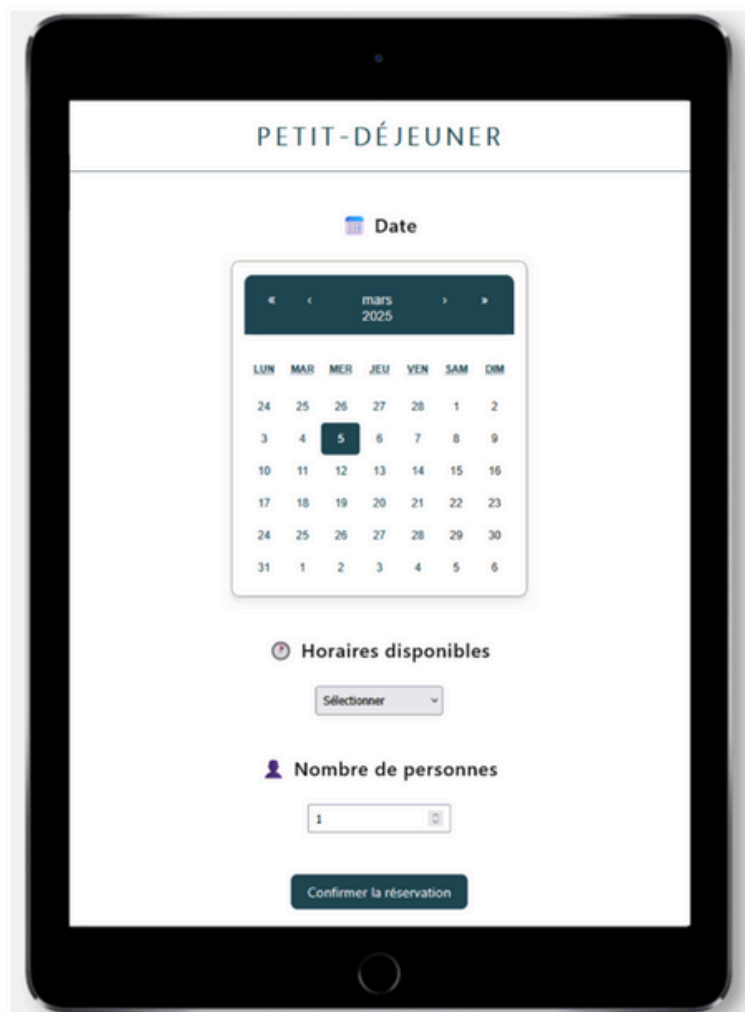 PETIT-DÉJEUNER
Date
« ‹ mars › »
2025
LUN MAR MER JEU VEN SAM DIM
24 25 26 27 28 1 2
3 4 5 6 7 8 9
10 11 12 13 14 15 16
17 18 19 20 21 22 23
24 25 26 27 28 29 30
31 1 2 3 4 5 6
Horaires disponibles
Sélectionner
Nombre de personnes
1
Confirmer la réservation